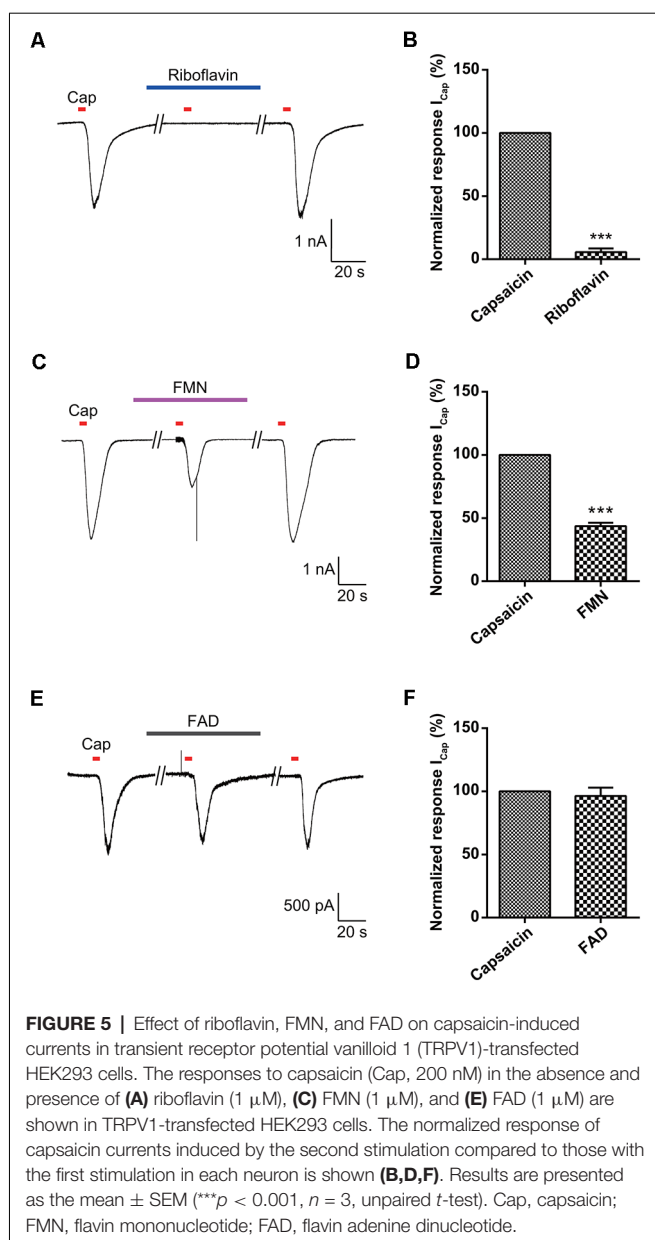 A
Riboflavin
Cap
1 nA
20 s
B
Normalized response I_Cap (%)
150
100
50
0
***
Capsaicin
Riboflavin
C
FMN
Cap
1 nA
20 s
D
Normalized response I_Cap (%)
150
100
50
0
***
Capsaicin
FMN
E
FAD
Cap
500 pA
20 s
F
Normalized response I_Cap (%)
150
100
50
0
Capsaicin
FAD
FIGURE 5 | Effect of riboflavin, FMN, and FAD on capsaicin-induced
currents in transient receptor potential vanilloid 1 (TRPV1)-transfected
HEK293 cells. The responses to capsaicin (Cap, 200 nM) in the absence and
presence of (A) riboflavin (1 μM), (C) FMN (1 μM), and (E) FAD (1 μM) are
shown in TRPV1-transfected HEK293 cells. The normalized response of
capsaicin currents induced by the second stimulation compared to those with
the first stimulation in each neuron is shown (B,D,F). Results are presented
as the mean ± SEM (***p < 0.001, n = 3, unpaired t-test). Cap, capsaicin;
FMN, flavin mononucleotide; FAD, flavin adenine dinucleotide.